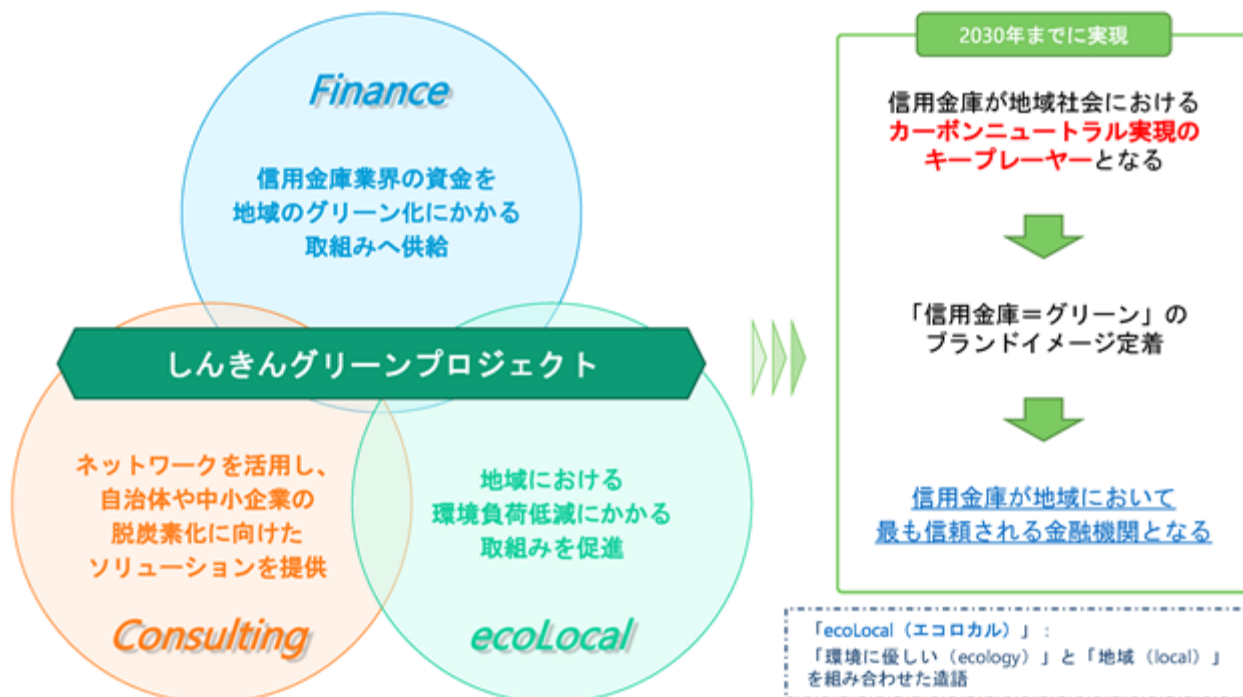 Finance
信用金庫業界の資金を
地域のグリーン化にかかる
取組みへ供給
しんきんグリーンプロジェクト
ネットワークを活用し、
自治体や中小企業の
脱炭素化に向けた
ソリューションを提供
Consulting
地域における
環境負荷低減にかかる
取組みを促進
ecoLocal
2030年までに実現
信用金庫が地域社会における
カーボンニュートラル実現の
キープレーヤーとなる
「信用金庫＝グリーン」の
ブランドイメージ定着
信用金庫が地域において
最も信頼される金融機関となる
「ecoLocal（エコロカル）」：
「環境に優しい（ecology）」と「地域（local）」
を組み合わせた造語